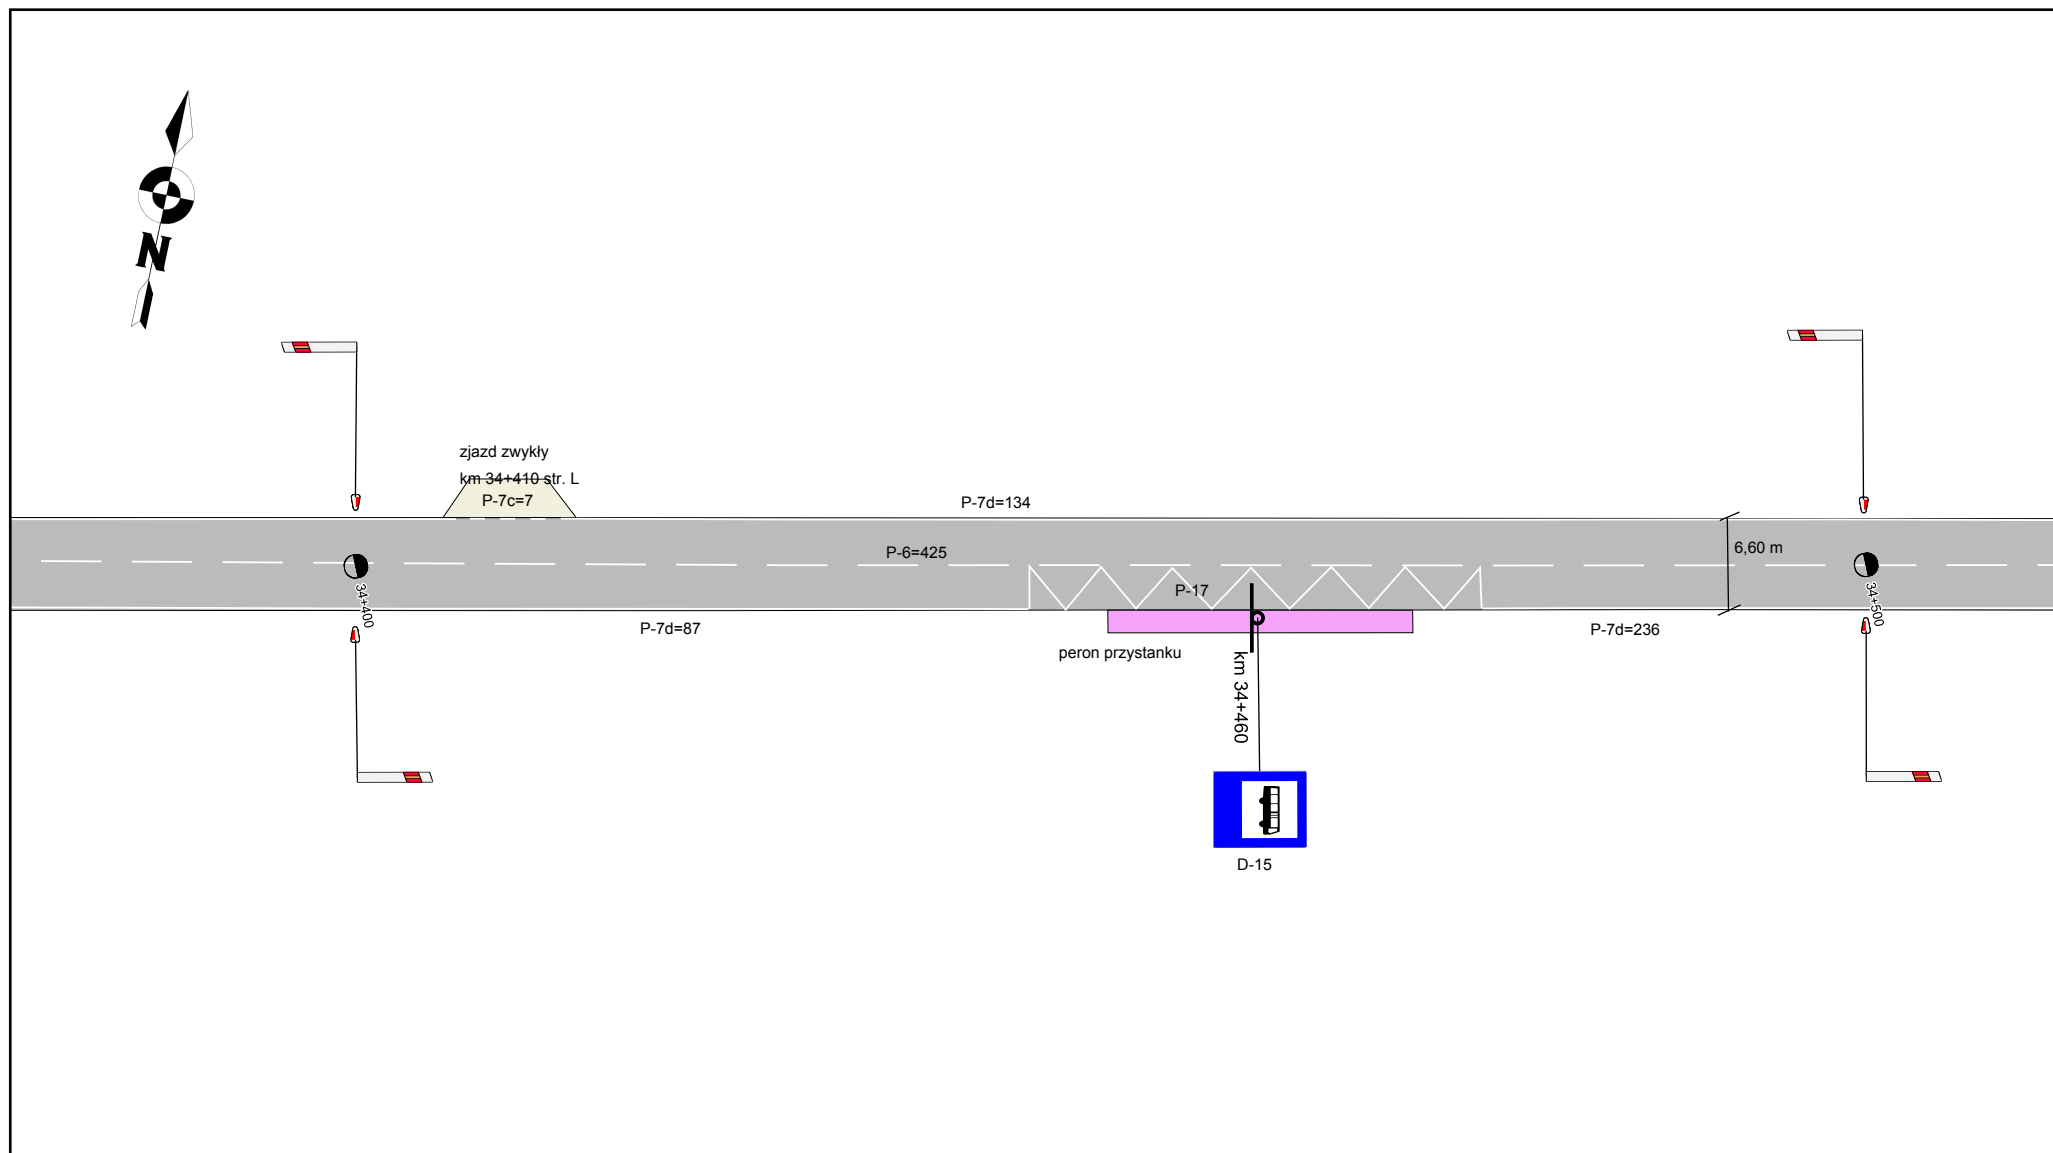 N
zjazd zwykły
km 34+410 str. L
P-7c=7
P-7d=134
P-6=425
6,60 m
34+400
34+500
P-17
P-7d=87
P-7d=236
peron przystanku
km 34+460
D-15